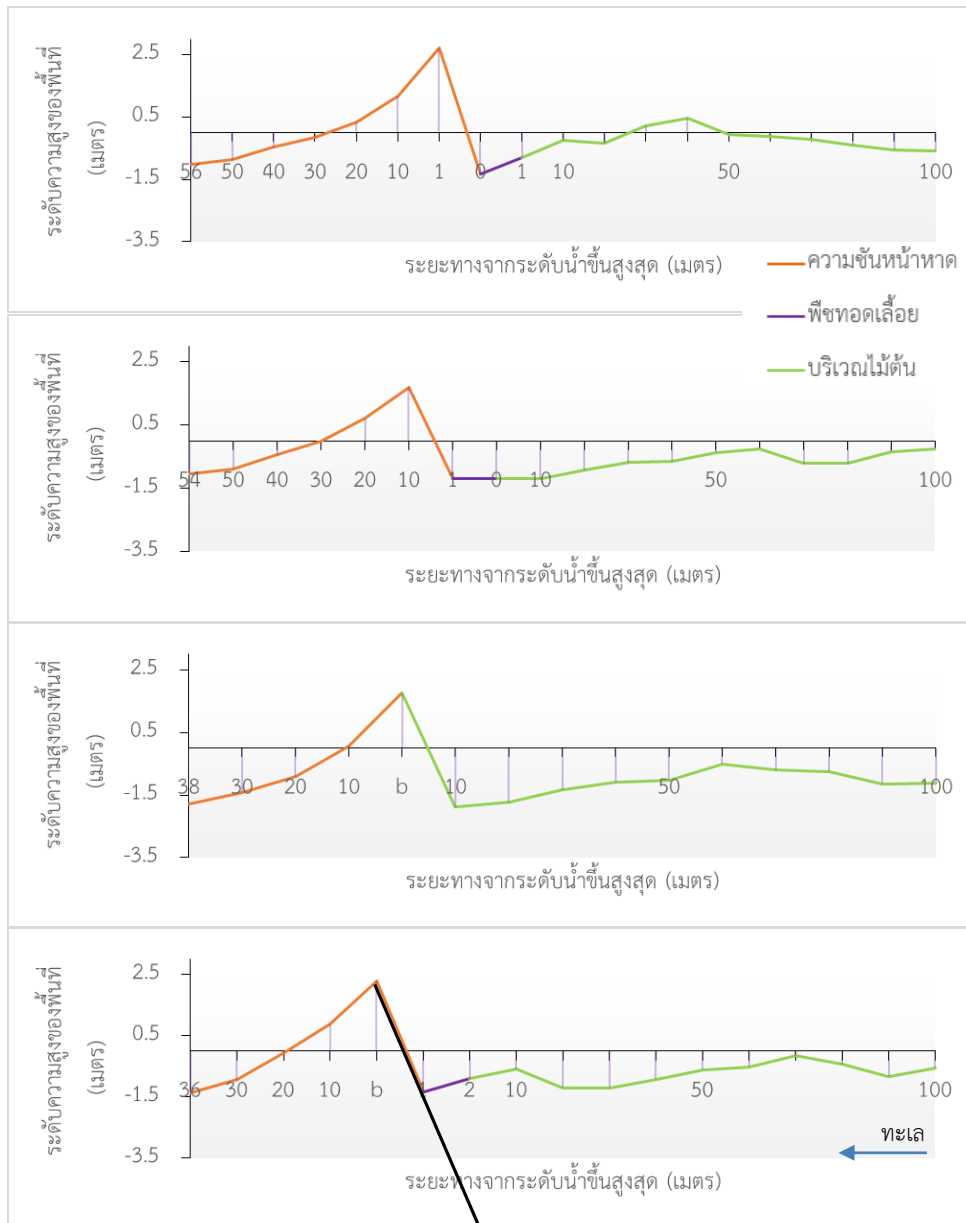 ระดับความสูงของพื้นที่
(เมตร)
2.5
0.5
-1.5
-3.5
56 50 40 30 20 10 1 0 1 10 50 100
ระยะทางจากระดับน้ำขึ้นสูงสุด (เมตร)
ความชันหน้าหาด
พืชทอดเลื้อย
บริเวณไม้ต้น
ระดับความสูงของพื้นที่
(เมตร)
2.5
0.5
-1.5
-3.5
54 50 40 30 20 10 1 0 10 50 100
ระยะทางจากระดับน้ำขึ้นสูงสุด (เมตร)
ระดับความสูงของพื้นที่
(เมตร)
2.5
0.5
-1.5
-3.5
38 30 20 10 b 10 50 100
ระยะทางจากระดับน้ำขึ้นสูงสุด (เมตร)
ระดับความสูงของพื้นที่
(เมตร)
2.5
0.5
-1.5
-3.5
36 30 20 10 b 2 10 50 100
ทะเล
ระยะทางจากระดับน้ำขึ้นสูงสุด (เมตร)